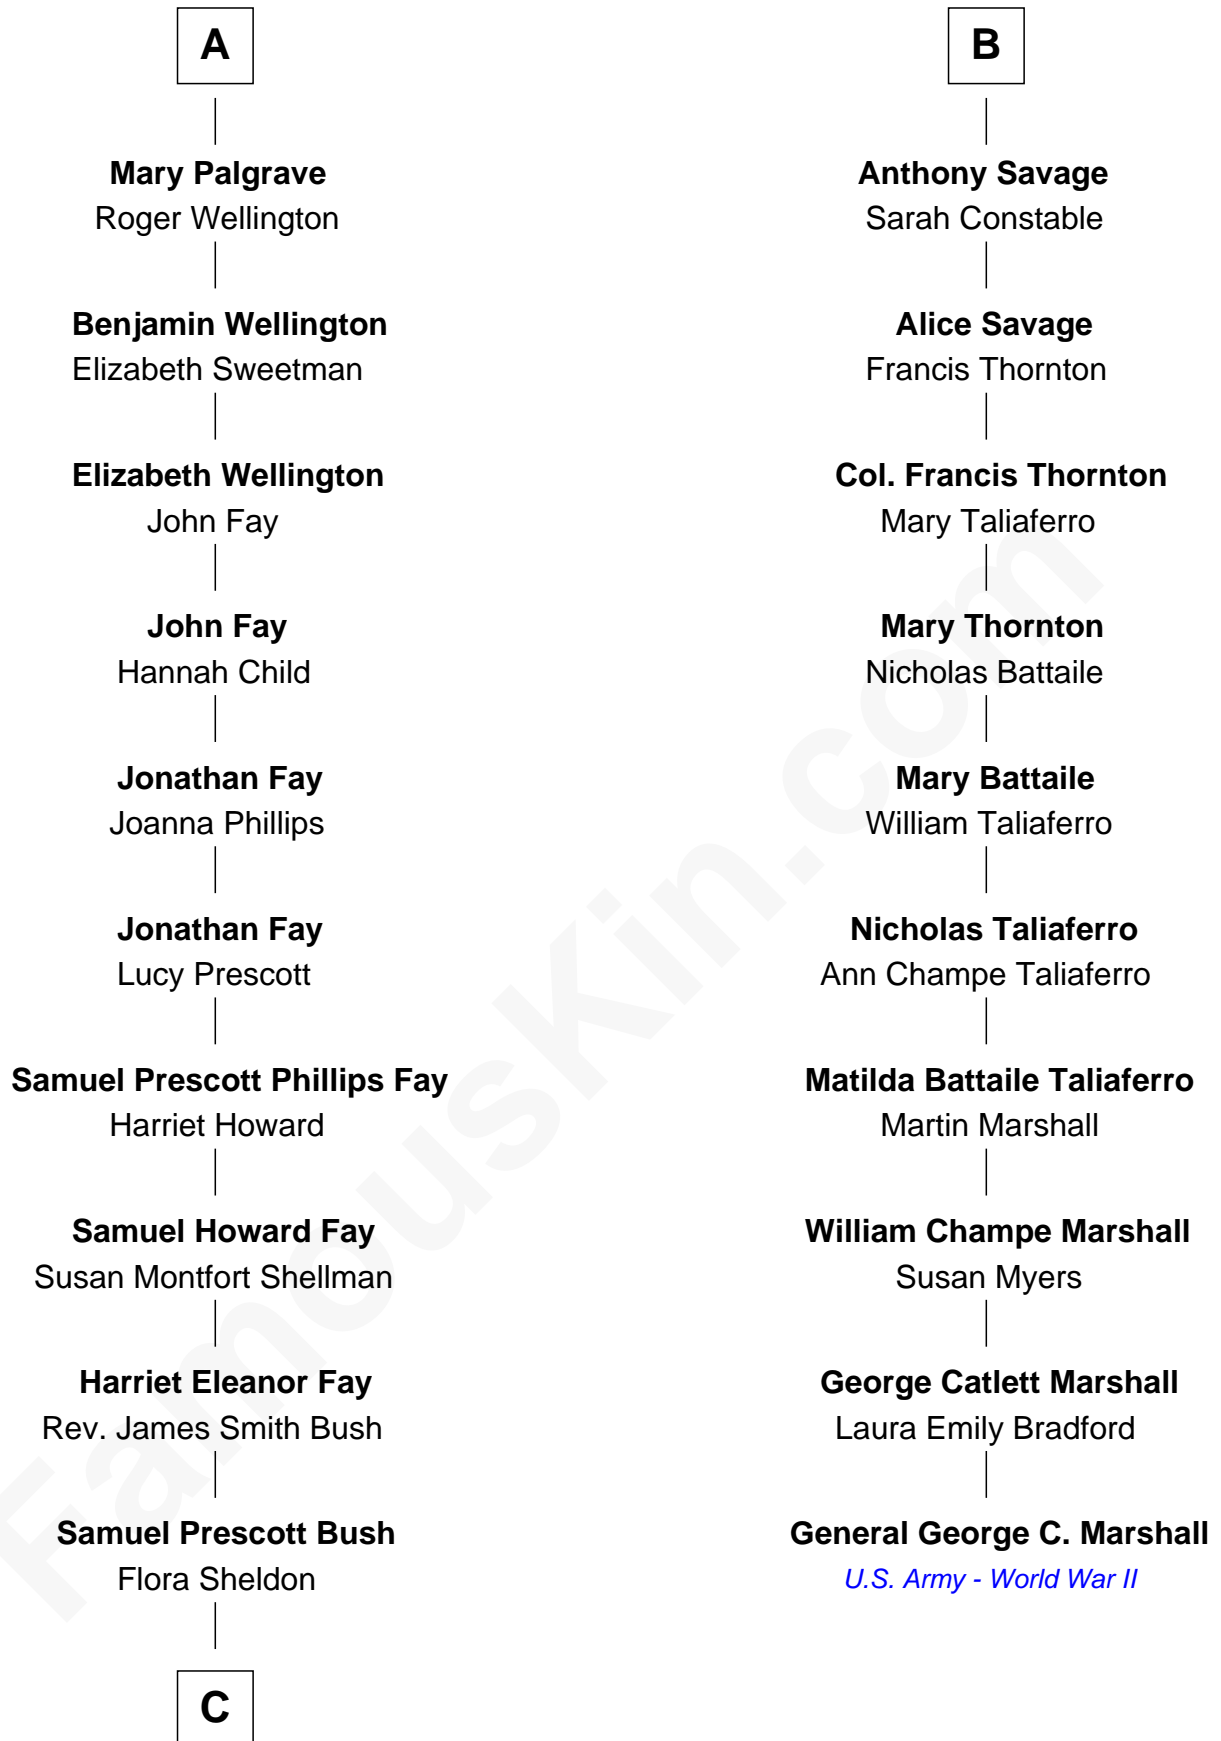 A
Mary Palgrave
Roger Wellington
Benjamin Wellington
Elizabeth Sweetman
Elizabeth Wellington
John Fay
John Fay
Hannah Child
Jonathan Fay
Joanna Phillips
Jonathan Fay
Lucy Prescott
Samuel Prescott Phillips Fay
Harriet Howard
Samuel Howard Fay
Susan Montfort Shellman
Harriet Eleanor Fay
Rev. James Smith Bush
Samuel Prescott Bush
Flora Sheldon
C
B
Anthony Savage
Sarah Constable
Alice Savage
Francis Thornton
Col. Francis Thornton
Mary Taliaferro
Mary Thornton
Nicholas Battaile
Mary Battaile
William Taliaferro
Nicholas Taliaferro
Ann Champe Taliaferro
Matilda Battaile Taliaferro
Martin Marshall
William Champe Marshall
Susan Myers
George Catlett Marshall
Laura Emily Bradford
General George C. Marshall
U.S. Army - World War II
FamousKin.com